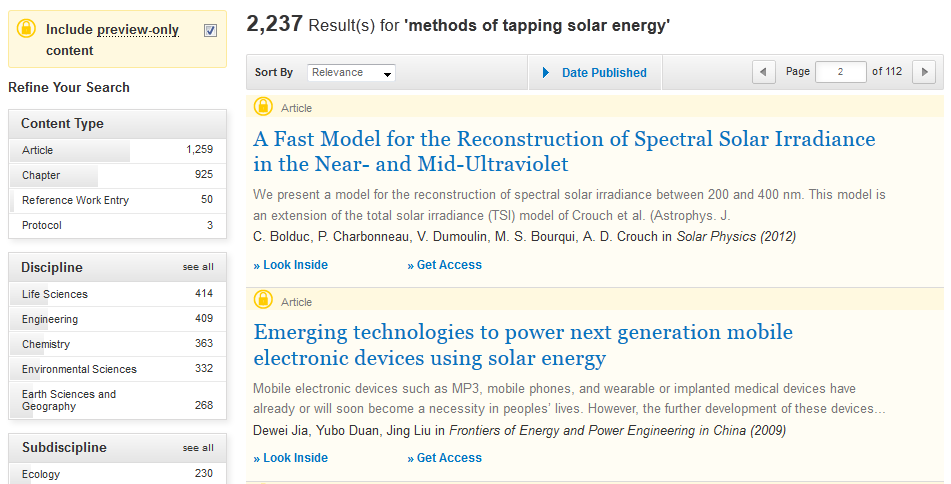 Include preview-only
content
Refine Your Search
Content Type
Article 1,259
Chapter 925
Reference Work Entry 50
Protocol 3
Discipline see all
Life Sciences 414
Engineering 409
Chemistry 363
Environmental Sciences 332
Earth Sciences and
Geography 268
Subdiscipline see all
Ecology 230
2,237 Result(s) for 'methods of tapping solar energy'
Sort By Relevance Date Published Page 2 of 112
Article
A Fast Model for the Reconstruction of Spectral Solar Irradiance
in the Near- and Mid-Ultraviolet
We present a model for the reconstruction of spectral solar irradiance between 200 and 400 nm. This model is
an extension of the total solar irradiance (TSI) model of Crouch et al. (Astrophys. J.
C. Bolduc, P. Charbonneau, V. Dumoulin, M. S. Bourqui, A. D. Crouch in Solar Physics (2012)
» Look Inside » Get Access
Article
Emerging technologies to power next generation mobile
electronic devices using solar energy
Mobile electronic devices such as MP3, mobile phones, and wearable or implanted medical devices have
already or will soon become a necessity in peoples' lives. However, the further development of these devices...
Dewei Jia, Yubo Duan, Jing Liu in Frontiers of Energy and Power Engineering in China (2009)
» Look Inside » Get Access